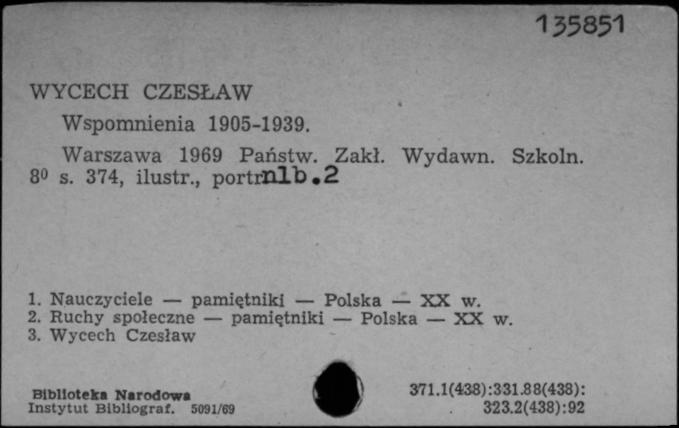 135851
WYCECH CZESŁAW
Wspomnienia 1905-1939.
Warszawa 1969 Państw. Zakł. Wydawn. Szkoln.
8⁰ s. 374, ilustr., portr nlb.2
1. Nauczyciele — pamiętniki — Polska — XX w.
2. Ruchy społeczne — pamiętniki — Polska — XX w.
3. Wycech Czesław
Biblioteka Narodowa
Instytut Bibliograf. 5091/69
371.1(438):331.88(438):
323.2(438):92